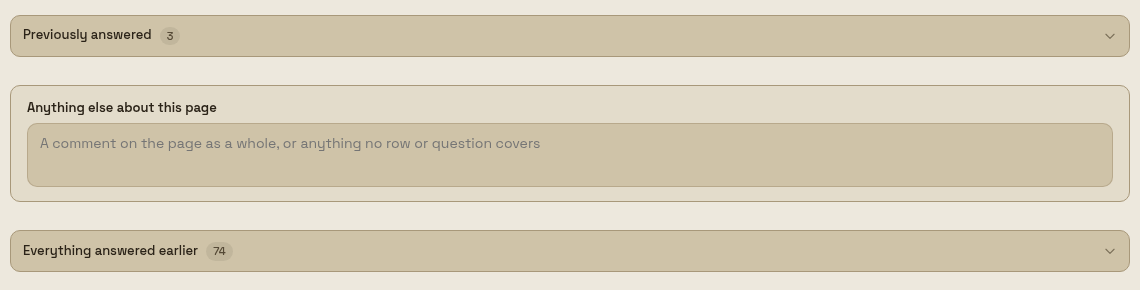 Previously answered 3
Anything else about this page
A comment on the page as a whole, or anything no row or question covers
Everything answered earlier 74